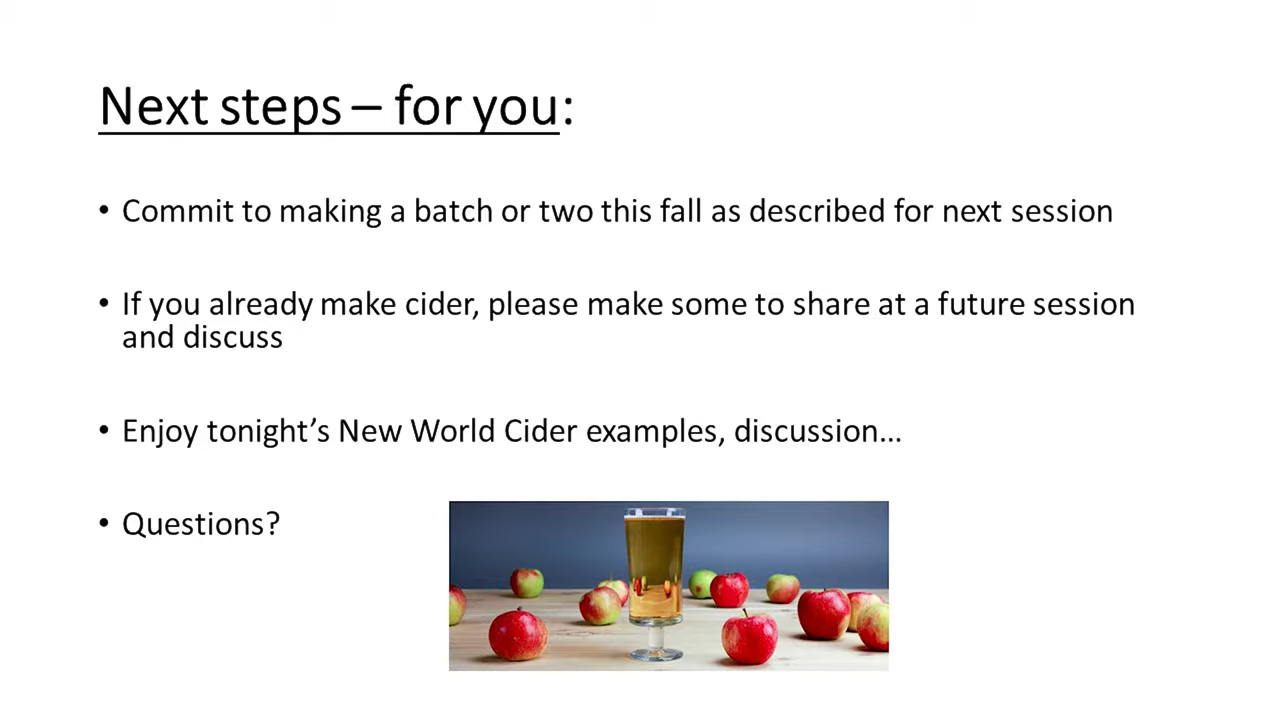 Next steps – for you:
• Commit to making a batch or two this fall as described for next session
• If you already make cider, please make some to share at a future session
and discuss
• Enjoy tonight’s New World Cider examples, discussion…
• Questions?